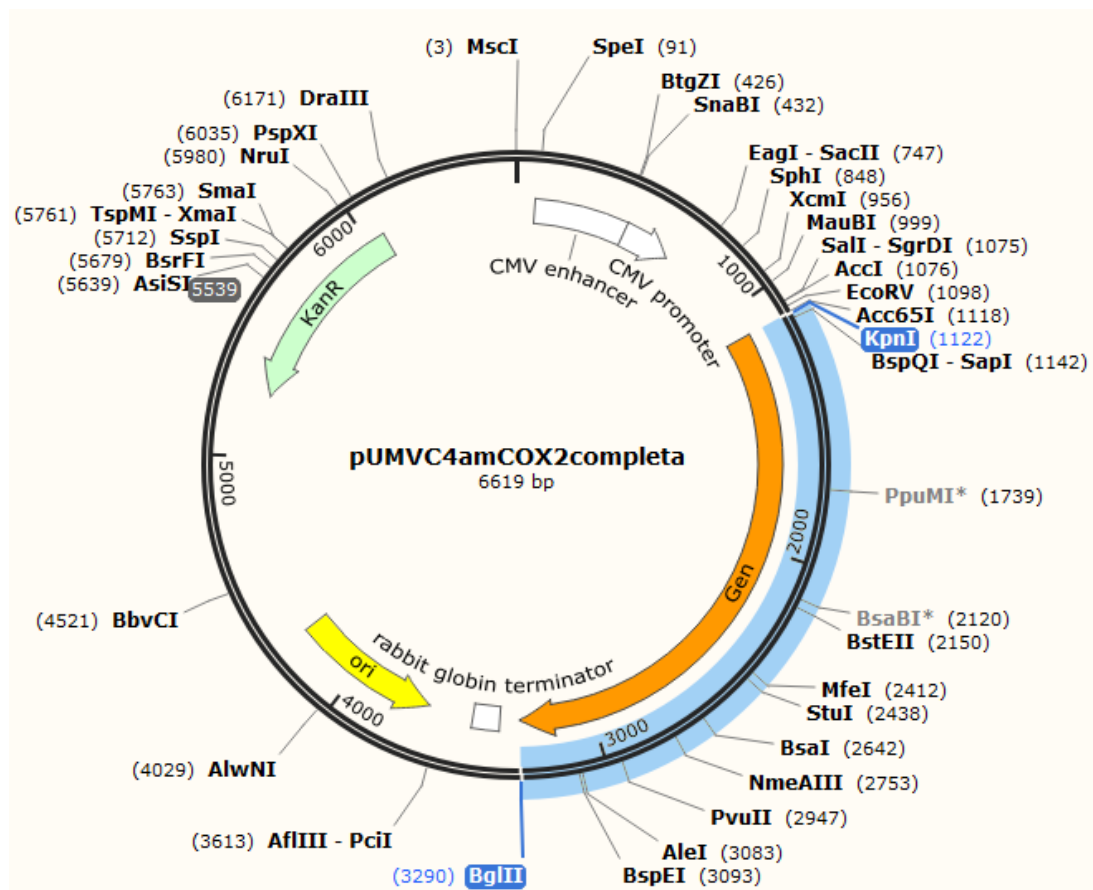 (3) MscI
SpeI (91)
BtgZI (426)
SnaBI (432)
EagI - SacII (747)
SphI (848)
XcmI (956)
MauBI (999)
SalI - SgrDI (1075)
AccI (1076)
EcoRV (1098)
Acc65I (1118)
KpnI (1122)
BspQI - SapI (1142)
PpuMI* (1739)
BsaBI* (2120)
BstEII (2150)
MfeI (2412)
StuI (2438)
BsaI (2642)
NmeAIII (2753)
PvuII (2947)
AleI (3083)
BspEI (3093)
(3290) BglII
(3613) AflIII - PciI
(4029) AlwNI
(4521) BbvCI
(5639) AsiSI
5539
(5679) BsrFI
(5712) SspI
(5761) TspMI - XmaI
(5763) SmaI
(5980) NruI
(6035) PspXI
(6171) DraIII
1000
2000
3000
4000
5000
6000
CMV enhancer
CMV promoter
Gen
rabbit globin terminator
ori
KanR
pUMVC4amCOX2completa
6619 bp